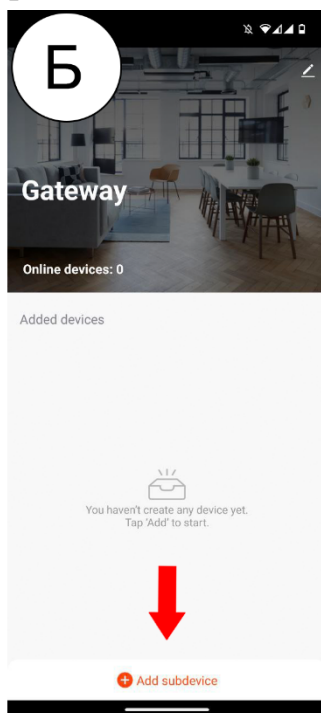 Б
Gateway
Online devices: 0
Added devices
You haven't create any device yet.
Tap 'Add' to start.
Add subdevice